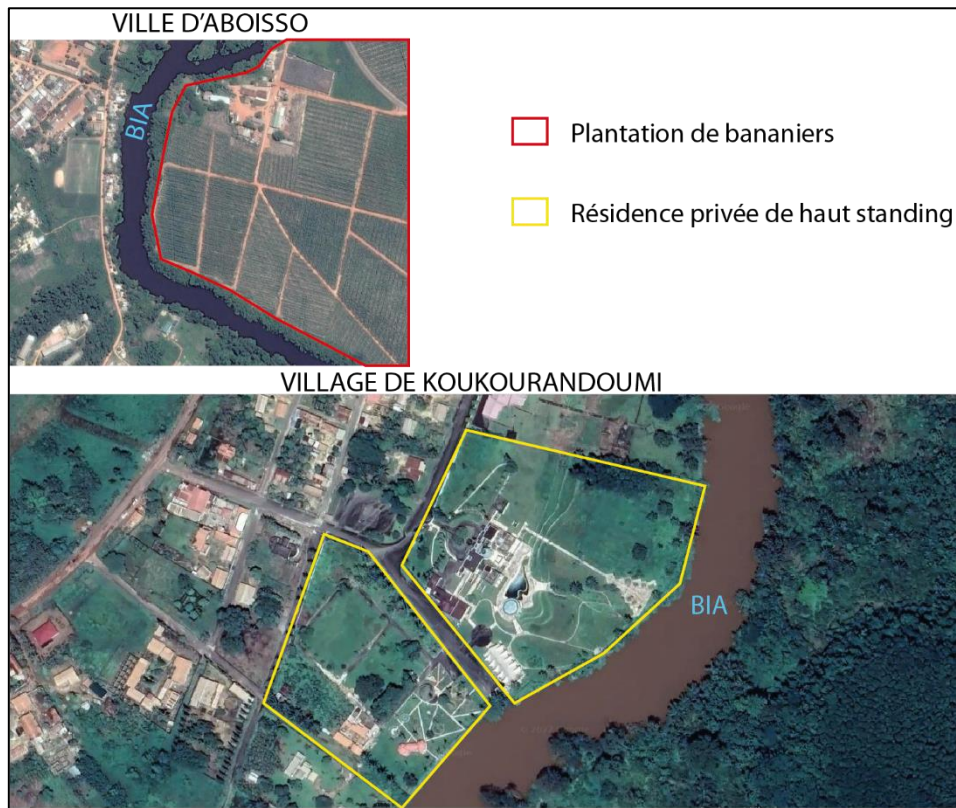 VILLE D'ABOISSO
BIA
Plantation de bananiers
Résidence privée de haut standing
VILLAGE DE KOUKOURANDOUMI
BIA